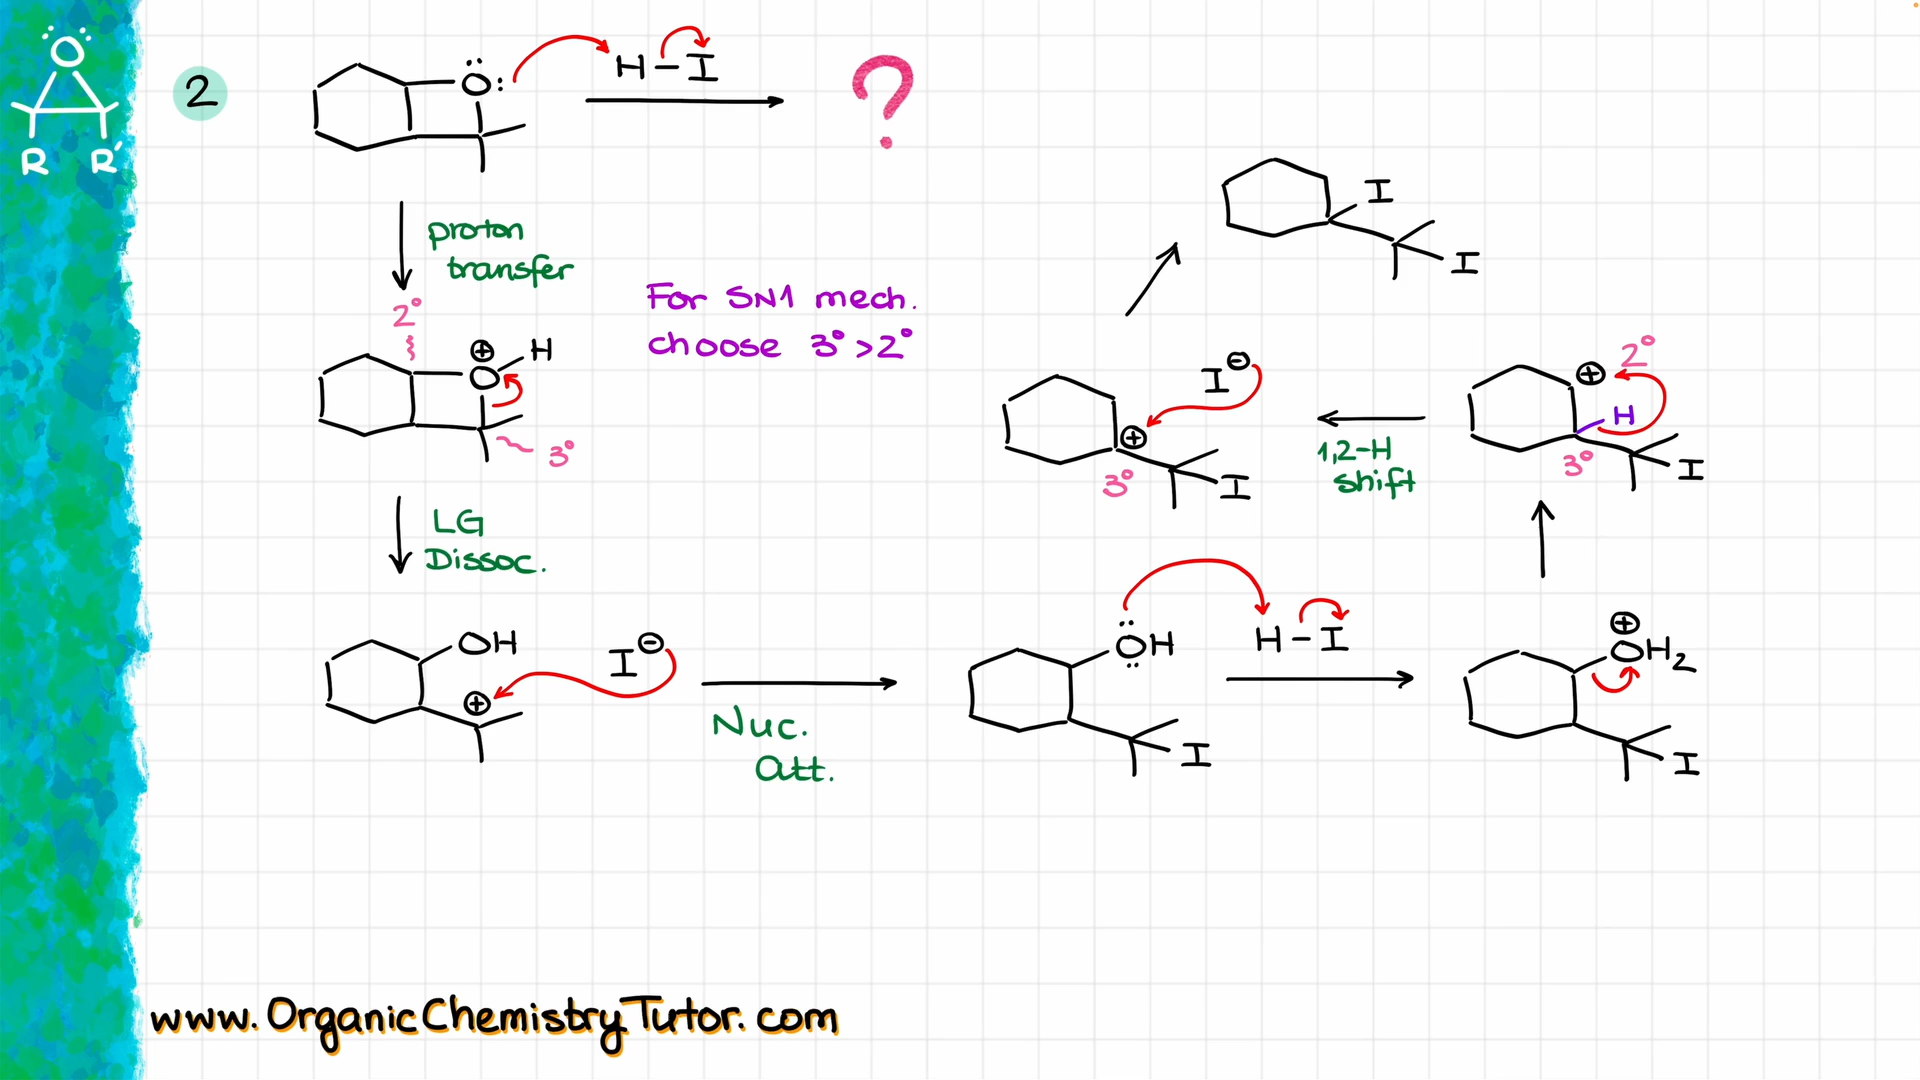 O
R R'
2
O
H-I
?
proton
transfer
2°
⊕
O H
3°
For SN1 mech.
choose 3°>2°
LG
Dissoc.
OH
⊕
I⊖
Nuc.
Att.
OH
I
H-I
⊕
OH2
I
⊕ 2°
H
3°
I
1,2-H
shift
I⊖
⊕
3°
I
I
I
www.OrganicChemistryTutor.com